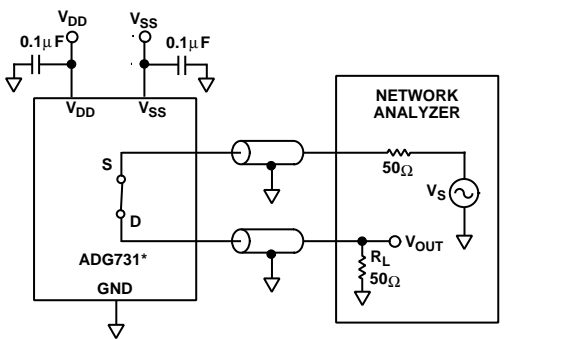 VDD
VSS
0.1μF
0.1μF
VDD
VSS
NETWORK
ANALYZER
S
50Ω
VS
D
VOUT
RL
50Ω
ADG731*
GND